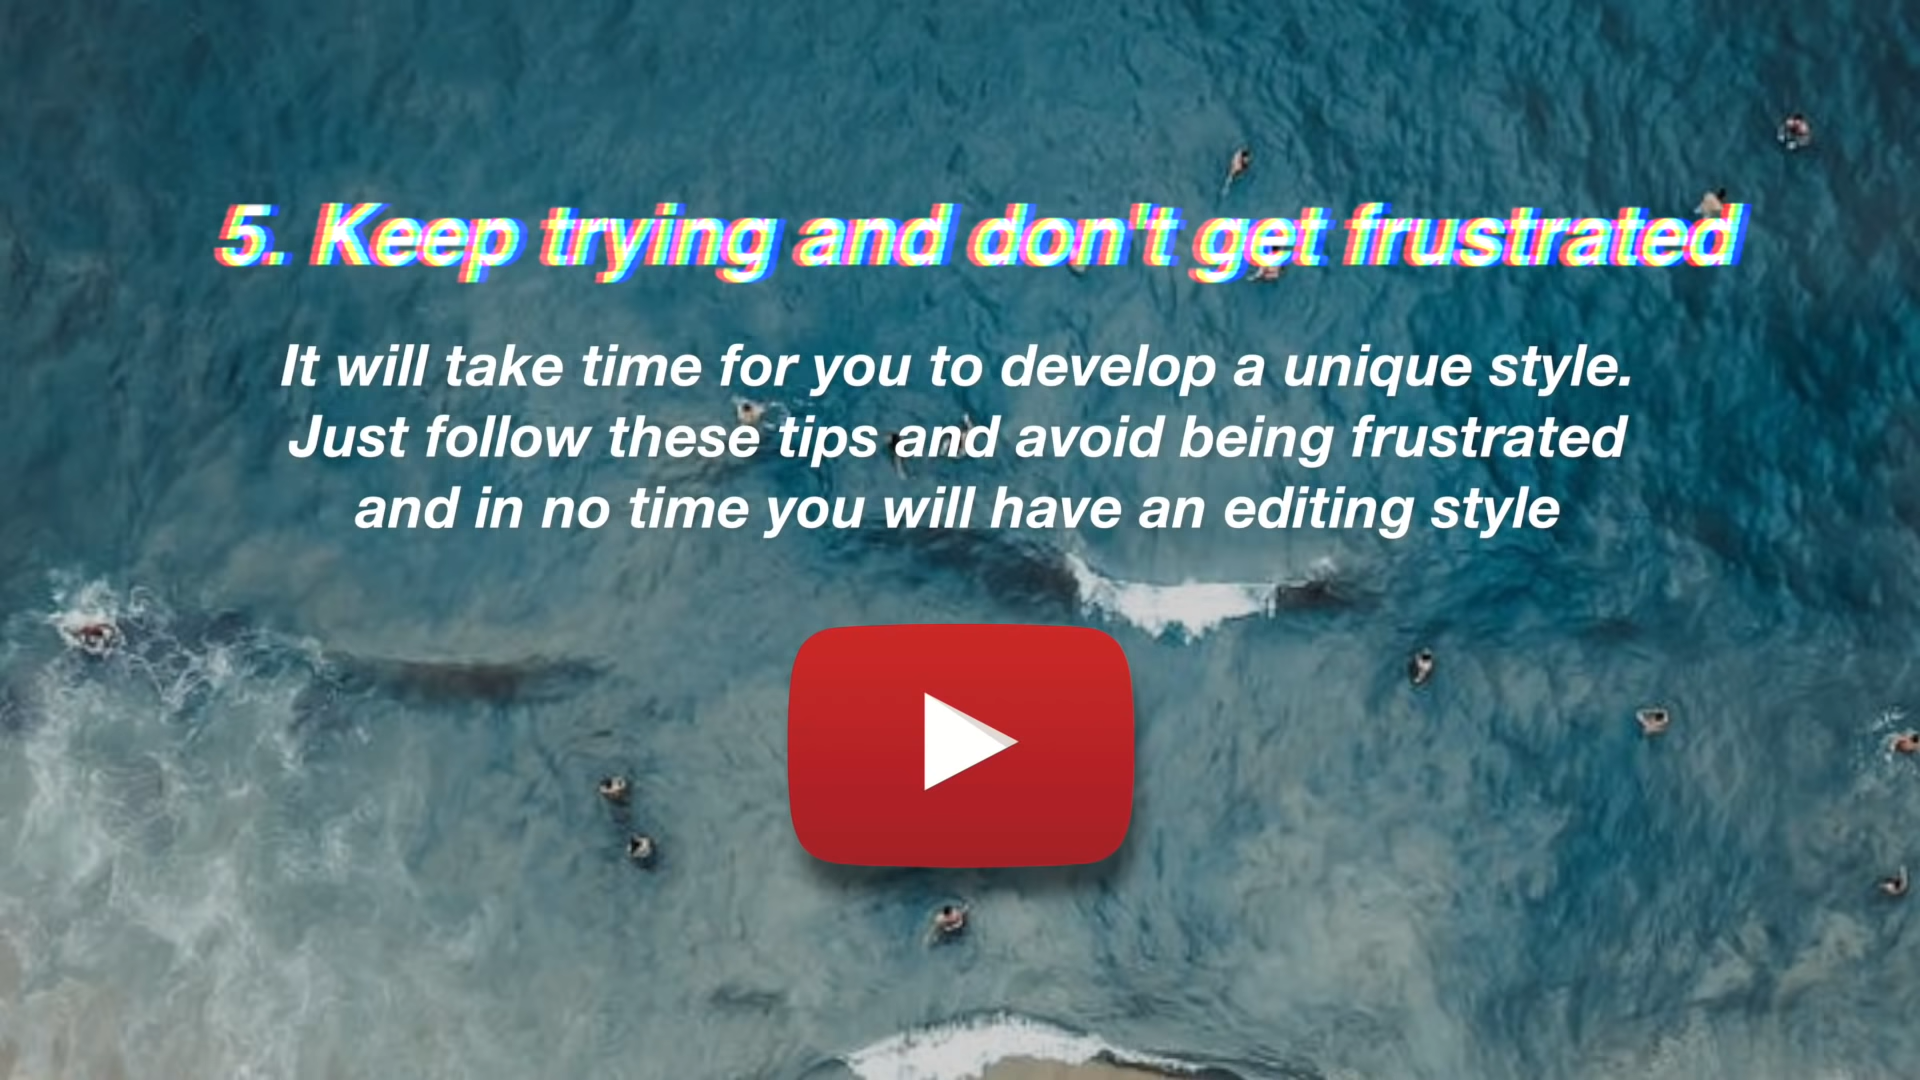 5. Keep trying and don't get frustrated
It will take time for you to develop a unique style.
Just follow these tips and avoid being frustrated
and in no time you will have an editing style